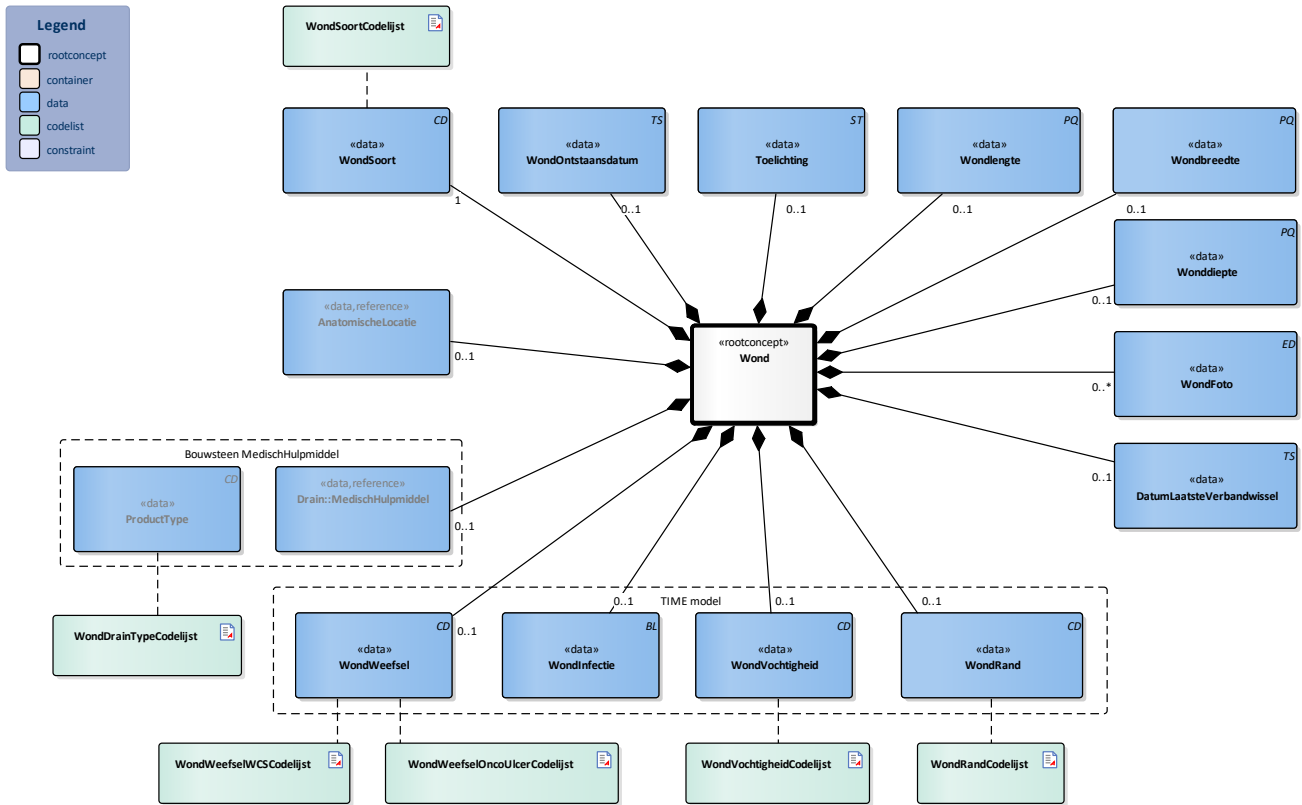 Legend
rootconcept
container
data
codelist
constraint
WondSoortCodelijst
CD
«data»
WondSoort
1
TS
«data»
WondOntstaansdatum
0..1
ST
«data»
Toelichting
0..1
PQ
«data»
Wondlengte
0..1
PQ
«data»
Wondbreedte
0..1
PQ
«data»
Wonddiepte
0..1
«data,reference»
AnatomischeLocatie
0..1
«rootconcept»
Wond
ED
«data»
WondFoto
0..*
TS
«data»
DatumLaatsteVerbandwissel
0..1
Bouwsteen MedischHulpmiddel
CD
«data»
ProductType
«data,reference»
Drain::MedischHulpmiddel
0..1
WondDrainTypeCodelijst
TIME model
CD
«data»
WondWeefsel
0..1
BL
«data»
WondInfectie
0..1
CD
«data»
WondVochtigheid
0..1
CD
«data»
WondRand
0..1
WondWeefselWCSCodelijst
WondWeefselOncoUlcerCodelijst
WondVochtigheidCodelijst
WondRandCodelijst